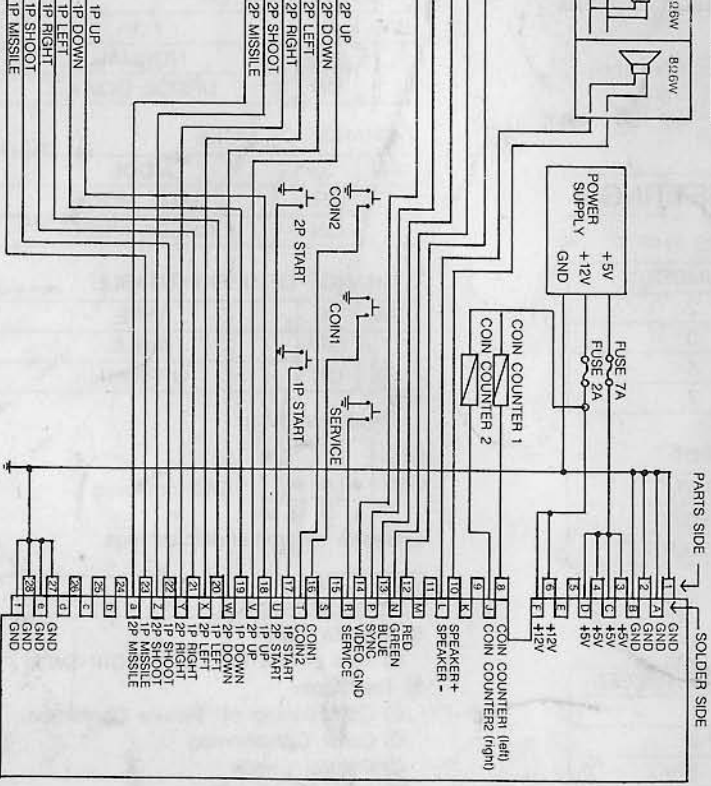 PARTS SIDE
SOLDER SIDE
8Ω6W
8Ω6W
POWER SUPPLY
+5V
+12V
GND
FUSE 7A
FUSE 2A
COIN COUNTER 1
COIN COUNTER 2
COIN2
2P START
COIN1
1P START
SERVICE
2P UP
2P DOWN
2P LEFT
2P RIGHT
2P SHOOT
2P MISSILE
1P UP
1P DOWN
1P LEFT
1P RIGHT
1P SHOOT
1P MISSILE
1 GND
A GND
2 GND
B GND
3 +5V
C +5V
4 +5V
D +5V
5
E
6 +12V
F +12V
8 COIN COUNTER1 (left)
J COIN COUNTER2 (right)
9
K
10 SPEAKER+
L SPEAKER-
11
M
12 RED
N GREEN
13 BLUE
P SYNC
14 VIDEO GND
R SERVICE
15
S
16 COIN1
T COIN2
17 1P START
U 2P START
18 1P UP
V 2P UP
19 1P DOWN
W 2P DOWN
20 1P LEFT
X 2P LEFT
21 1P RIGHT
Y 2P RIGHT
22 1P SHOOT
Z 2P SHOOT
23 1P MISSILE
a 2P MISSILE
24
b
25
c
26
d
27 GND
e GND
28 GND
f GND